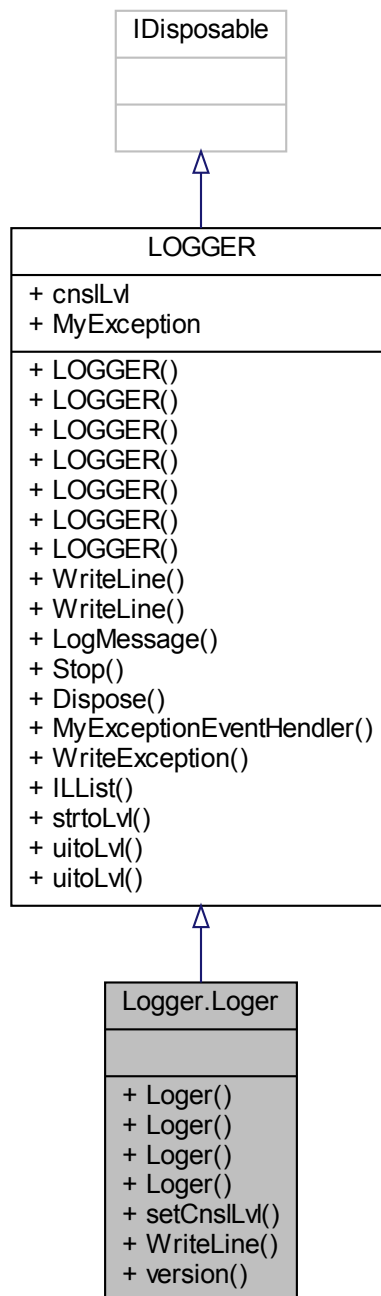 IDisposable
LOGGER
+ cnslLvl
+ MyException
+ LOGGER()
+ LOGGER()
+ LOGGER()
+ LOGGER()
+ LOGGER()
+ LOGGER()
+ LOGGER()
+ WriteLine()
+ WriteLine()
+ LogMessage()
+ Stop()
+ Dispose()
+ MyExceptionEventHendler()
+ WriteException()
+ ILList()
+ strtoLvl()
+ uitoLvl()
+ uitoLvl()
Logger.Loger
+ Loger()
+ Loger()
+ Loger()
+ Loger()
+ setCnslLvl()
+ WriteLine()
+ version()